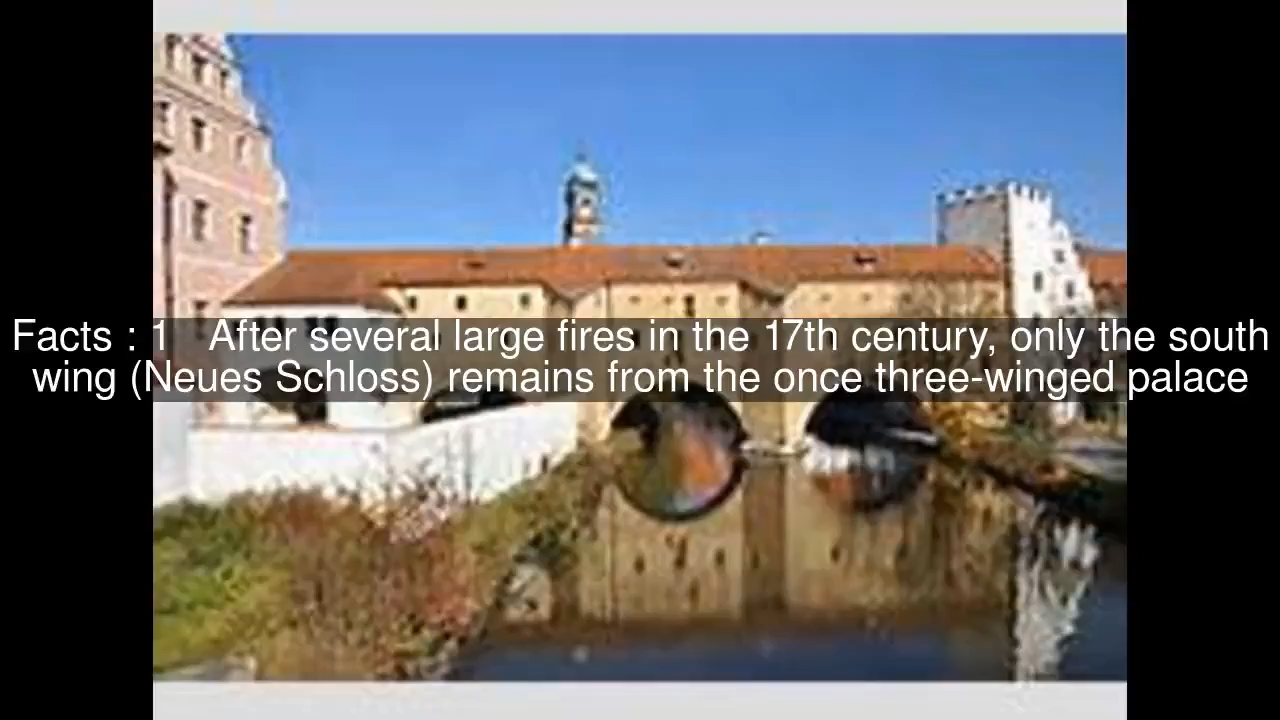 Facts : 1   After several large fires in the 17th century, only the south
wing (Neues Schloss) remains from the once three-winged palace